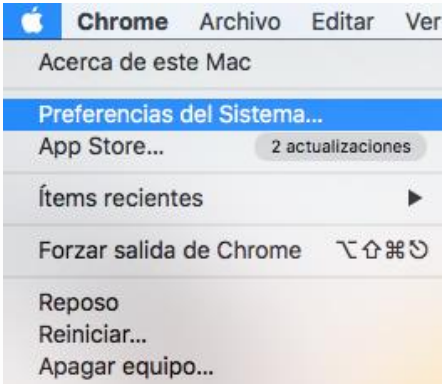 Chrome Archivo Editar Ver
Acerca de este Mac
Preferencias del Sistema...
App Store... 2 actualizaciones
Ítems recientes
Forzar salida de Chrome ⌥⇧⌘⎋
Reposo
Reiniciar...
Apagar equipo...